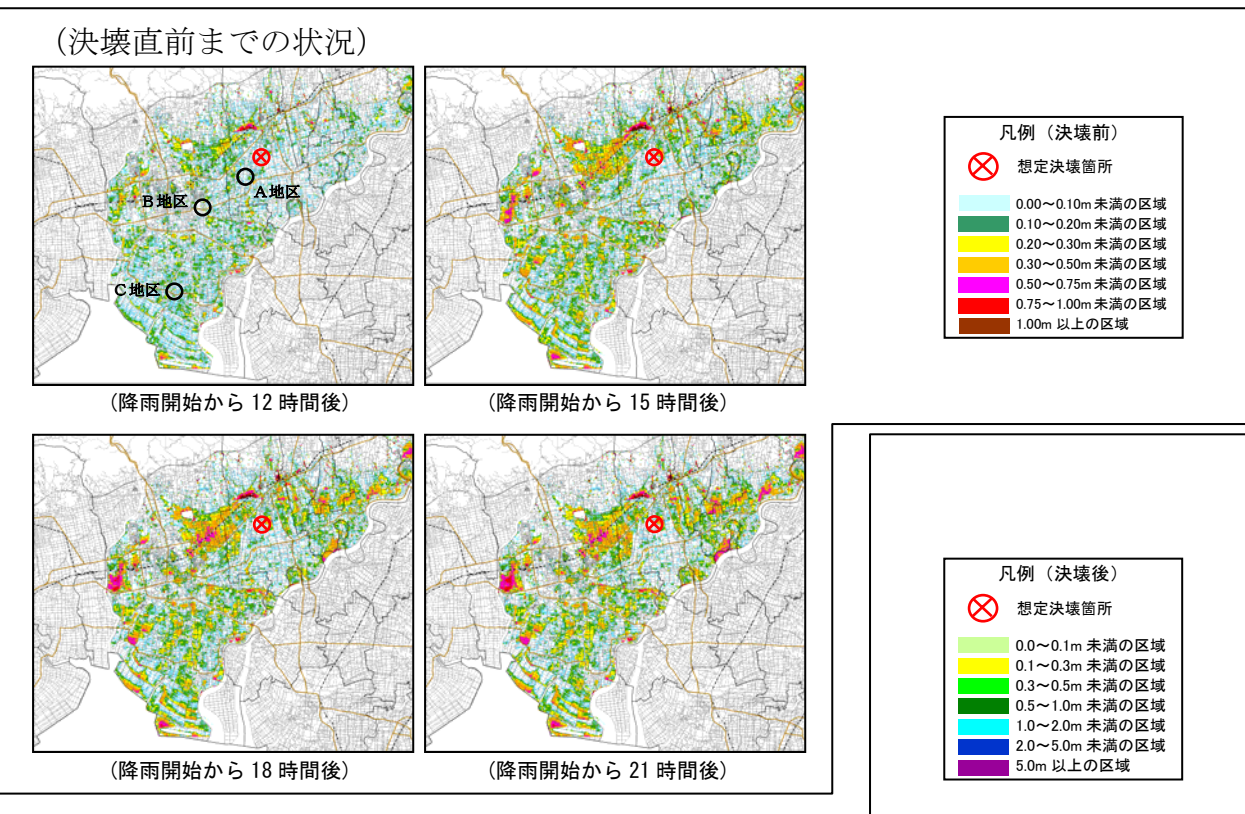 (決壊直前までの状況)
A地区
B地区
C地区
(降雨開始から 12 時間後)
(降雨開始から 15 時間後)
凡例（決壊前）
想定決壊箇所
0.00～0.10m 未満の区域
0.10～0.20m 未満の区域
0.20～0.30m 未満の区域
0.30～0.50m 未満の区域
0.50～0.75m 未満の区域
0.75～1.00m 未満の区域
1.00m 以上の区域
(降雨開始から 18 時間後)
(降雨開始から 21 時間後)
凡例（決壊後）
想定決壊箇所
0.0～0.1m 未満の区域
0.1～0.3m 未満の区域
0.3～0.5m 未満の区域
0.5～1.0m 未満の区域
1.0～2.0m 未満の区域
2.0～5.0m 未満の区域
5.0m 以上の区域